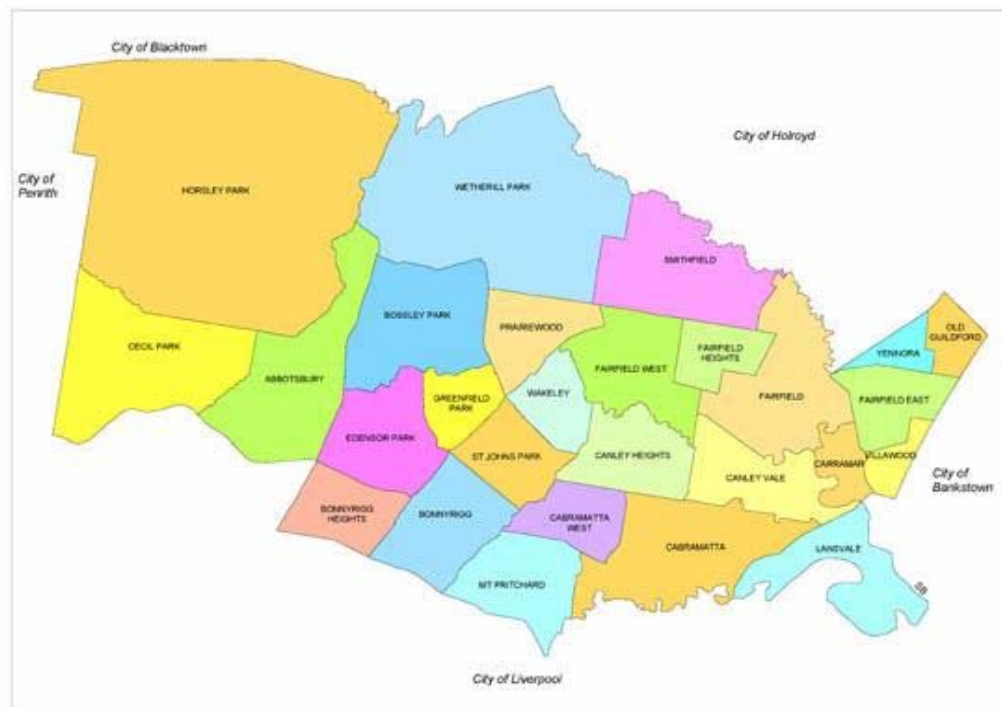 City of Blacktown
City of Holroyd
City of
Penrith
HORSLEY PARK
WETHERILL PARK
SMITHFIELD
BOSSLEY PARK
PRAIRIEWOOD
OLD
GUILDFORD
CECIL PARK
ABBOTSBURY
FAIRFIELD
HEIGHTS
YENNORA
FAIRFIELD WEST
GREENFIELD
PARK
WAKELEY
FAIRFIELD
FAIRFIELD EAST
EDENSOR PARK
ST JOHNS PARK
CANLEY HEIGHTS
CARRAMAR
VILLAWOOD
City of
Bankstown
CANLEY VALE
BONNYRIGG
HEIGHTS
BONNYRIGG
CABRAMATTA
WEST
CABRAMATTA
LANSVALE
MT PRITCHARD
SB
City of Liverpool